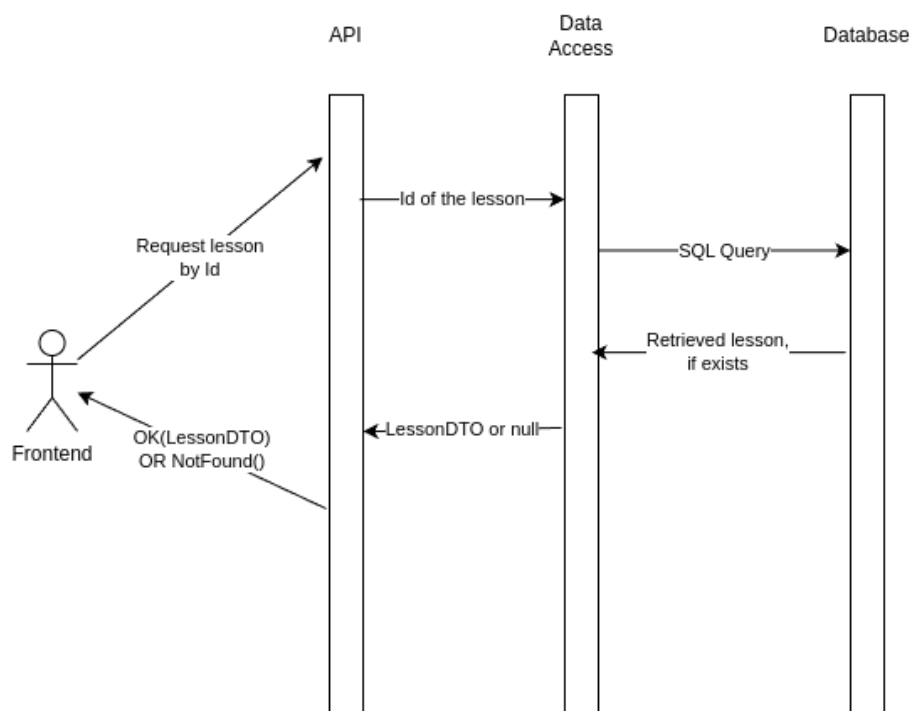 API
Data
Access
Database
Id of the lesson
Request lesson
by Id
SQL Query
Retrieved lesson,
if exists
LessonDTO or null
OK(LessonDTO)
OR NotFound()
Frontend